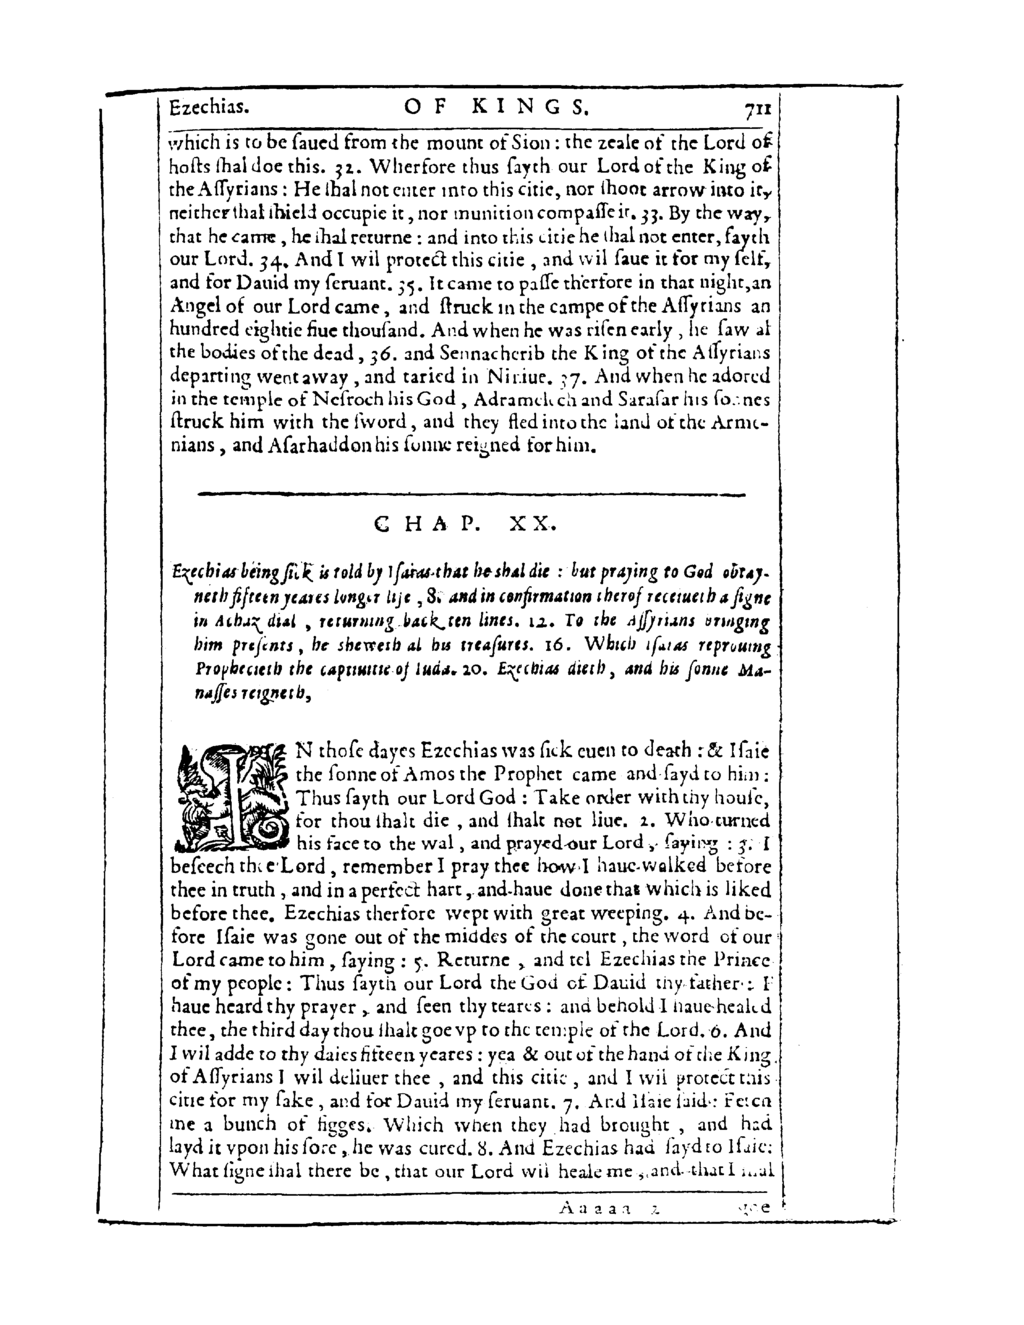 Ezechias. OF KINGS. 711
which is to be ſaued from the mount of Sion : the zeale of the Lord of
hoſts ſhal doe this. 32. Wherfore thus ſayth our Lord of the King of
the Aſſyrians : He ſhal not enter into this citie, nor ſhoot arrow into it,
neither ſhal ſhield occupie it , nor munition compaſſe it. 33. By the way,
that he came , he ſhal returne : and into this citie he ſhal not enter, ſayth
our Lord. 34. And I wil protect this citie , and wil ſaue it for my ſelf,
and for Dauid my ſeruant. 35. It came to paſſe therfore in that night, an
Angel of our Lord came , and ſtruck in the campe of the Aſſyrians an
hundred eightie fiue thouſand. And when he was riſen early , he ſaw al
the bodies of the dead , 36. and Sennacherib the King of the Aſſyrians
departing went away , and taried in Niniue. 37. And when he adored
in the temple of Neſroch his God , Adramelech and Saraſar his ſonnes
ſtruck him with the ſword , and they fled into the land of the Arme-
nians , and Aſarhaddon his ſonne reigned for him.
CHAP. XX.
Ezechias being ſick is told by Iſaias that he shal die : but praying to God obtay-
neth fifteen yeares longer life , 8. and in confirmation therof receiueth a ſigne
in Achaz dial , returning back ten lines. 12. To the Aſſyrians bringing
him preſents , he sheweth al his treaſures. 16. Which Iſaias reprouing
Prophecieth the captiuitie of Iuda. 20. Ezechias dieth , and his ſonne Ma-
naſſes reigneth,
IN thoſe dayes Ezechias was ſick euen to death : & Iſaie
the ſonne of Amos the Prophet came and ſayd to him :
Thus ſayth our Lord God : Take order with thy houſe,
for thou ſhalt die , and ſhalt not liue. 2. Who turned
his face to the wal , and prayed our Lord , ſaying : 3. I
beſeech thee Lord , remember I pray thee how I haue walked before
thee in truth , and in a perfect hart , and haue done that which is liked
before thee. Ezechias therfore wept with great weeping. 4. And be-
fore Iſaie was gone out of the middes of the court , the word of our
Lord came to him , ſaying : 5. Returne , and tel Ezechias the Prince
of my people : Thus ſayth our Lord the God of Dauid thy father : I
haue heard thy prayer , and ſeen thy teares : and behold I haue healed
thee, the third day thou ſhalt goe vp to the temple of the Lord. 6. And
I wil adde to thy daies fifteen yeares : yea & out of the hand of the King
of Aſſyrians I wil deliuer thee , and this citie , and I wil protect this
citie for my ſake , and for Dauid my ſeruant. 7. And Iſaie ſaid : Fetch
me a bunch of figges. Which when they had brought , and had
layd it vpon his ſore , he was cured. 8. And Ezechias had ſayd to Iſaie:
What ſigne ſhal there be , that our Lord wil heale me , and that I ſhal
Aaaaa 2 goe